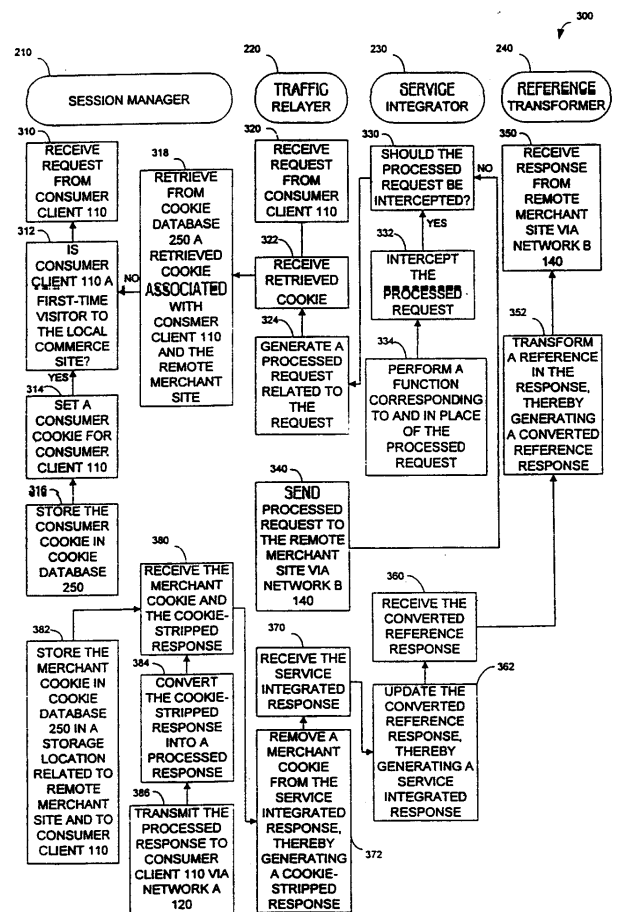 300
210
SESSION MANAGER
220
TRAFFIC
RELAYER
230
SERVICE
INTEGRATOR
240
REFERENCE
TRANSFORMER
310
RECEIVE
REQUEST
FROM
CONSUMER
CLIENT 110
312
IS
CONSUMER
CLIENT 110 A
FIRST-TIME
VISITOR TO
THE LOCAL
COMMERCE
SITE?
YES
NO
314
SET A
CONSUMER
COOKIE FOR
CONSUMER
CLIENT 110
316
STORE THE
CONSUMER
COOKIE IN
COOKIE
DATABASE
250
318
RETRIEVE
FROM
COOKIE
DATABASE
250 A
RETRIEVED
COOKIE
ASSOCIATED
WITH
CONSMER
CLIENT 110
AND THE
REMOTE
MERCHANT
SITE
320
RECEIVE
REQUEST
FROM
CONSUMER
CLIENT 110
322
RECEIVE
RETRIEVED
COOKIE
324
GENERATE A
PROCESSED
REQUEST
RELATED TO
THE
REQUEST
330
SHOULD THE
PROCESSED
REQUEST BE
INTERCEPTED?
NO
YES
332
INTERCEPT
THE
PROCESSED
REQUEST
334
PERFORM A
FUNCTION
CORRESPONDING
TO AND IN PLACE
OF THE
PROCESSED
REQUEST
340
SEND
PROCESSED
REQUEST TO
THE REMOTE
MERCHANT
SITE VIA
NETWORK B
140
350
RECEIVE
RESPONSE
FROM
REMOTE
MERCHANT
SITE VIA
NETWORK B
140
352
TRANSFORM
A REFERENCE
IN THE
RESPONSE,
THEREBY
GENERATING
A CONVERTED
REFERENCE
RESPONSE
360
RECEIVE THE
CONVERTED
REFERENCE
RESPONSE
362
UPDATE THE
CONVERTED
REFERENCE
RESPONSE,
THEREBY
GENERATING A
SERVICE
INTEGRATED
RESPONSE
370
RECEIVE THE
SERVICE
INTEGRATED
RESPONSE
REMOVE A
MERCHANT
COOKIE
FROM THE
SERVICE
INTEGRATED
RESPONSE,
THEREBY
GENERATING
A COOKIE-
STRIPPED
RESPONSE
372
380
RECEIVE THE
MERCHANT
COOKIE AND
THE COOKIE-
STRIPPED
RESPONSE
382
STORE THE
MERCHANT
COOKIE IN
COOKIE
DATABASE
250 IN A
STORAGE
LOCATION
RELATED TO
REMOTE
MERCHANT
SITE AND TO
CONSUMER
CLIENT 110
384
CONVERT
THE COOKIE-
STRIPPED
RESPONSE
INTO A
PROCESSED
RESPONSE
386
TRANSMIT THE
PROCESSED
RESPONSE TO
CONSUMER
CLIENT 110 VIA
NETWORK A
120